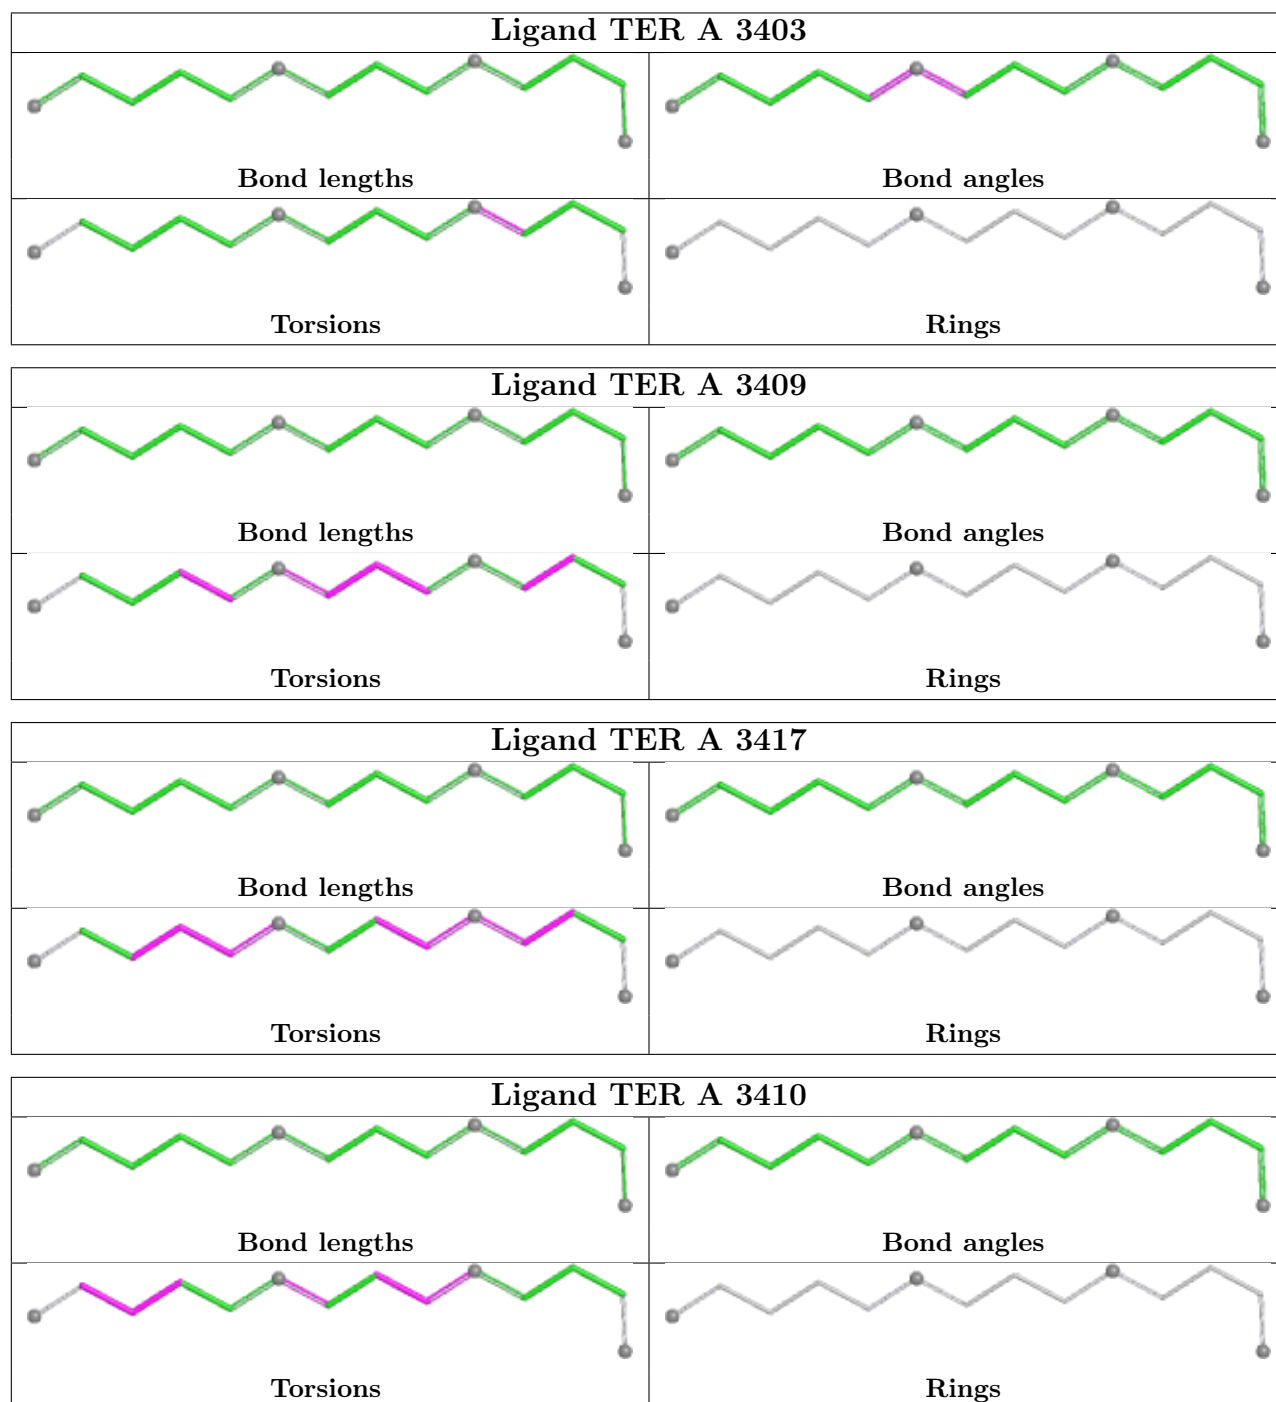 Ligand TER A 3403
Bond lengths
Bond angles
Torsions
Rings
Ligand TER A 3409
Bond lengths
Bond angles
Torsions
Rings
Ligand TER A 3417
Bond lengths
Bond angles
Torsions
Rings
Ligand TER A 3410
Bond lengths
Bond angles
Torsions
Rings